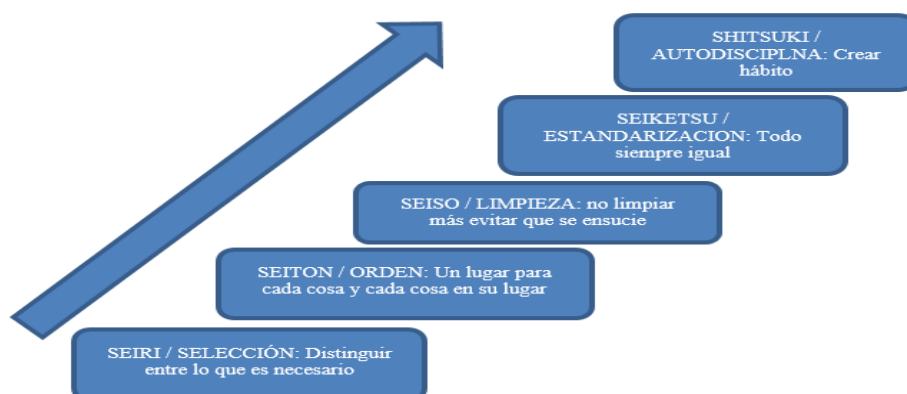 SHITSUKI /
AUTODISCIPLNA: Crear
hábito
SEIKETSU /
ESTANDARIZACION: Todo
siempre igual
SEISO / LIMPIEZA: no limpiar
más evitar que se ensucie
SEITON / ORDEN: Un lugar para
cada cosa y cada cosa en su lugar
SEIRI / SELECCIÓN: Distinguir
entre lo que es necesario